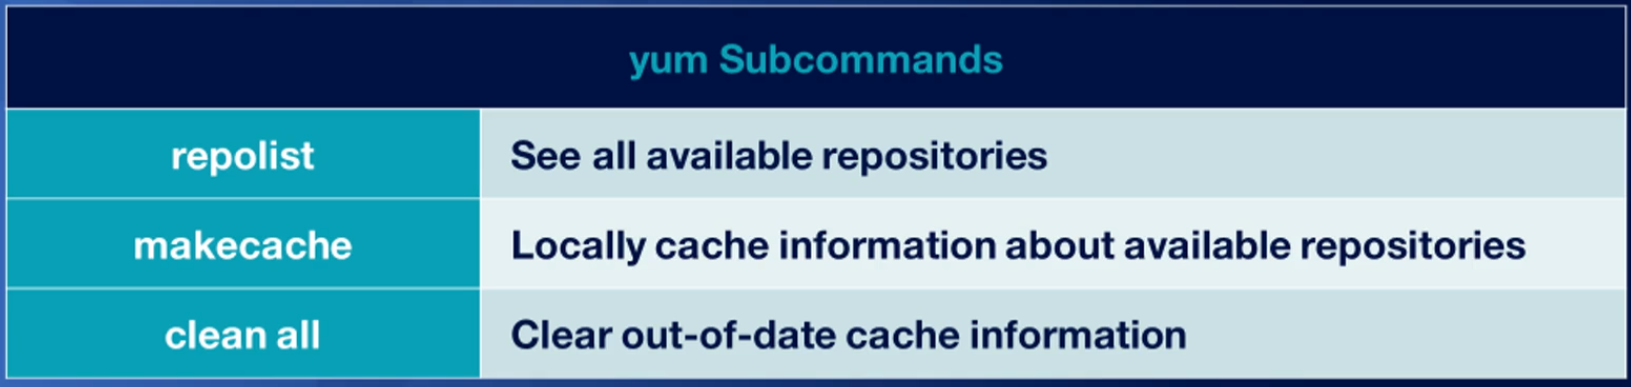 yum Subcommands
repolist
See all available repositories
makecache
Locally cache information about available repositories
clean all
Clear out-of-date cache information